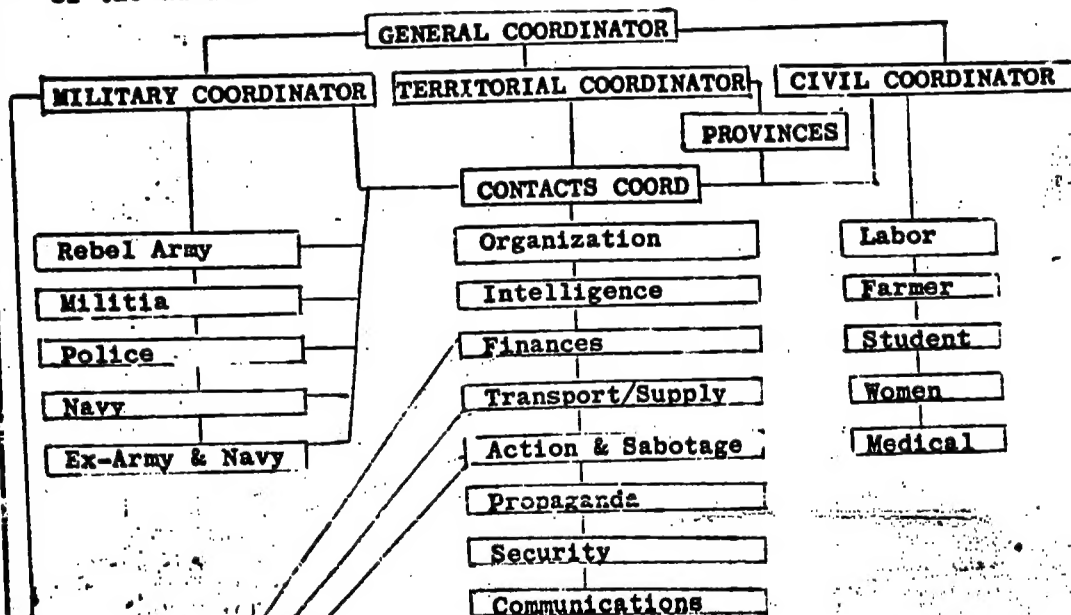 GENERAL COORDINATOR
MILITARY COORDINATOR
TERRITORIAL COORDINATOR
CIVIL COORDINATOR
PROVINCES
CONTACTS COORD
Rebel Army
Militia
Police
Navy
Ex-Army & Navy
Organization
Intelligence
Finances
Transport/Supply
Action & Sabotage
Propaganda
Security
Communications
Labor
Farmer
Student
Women
Medical